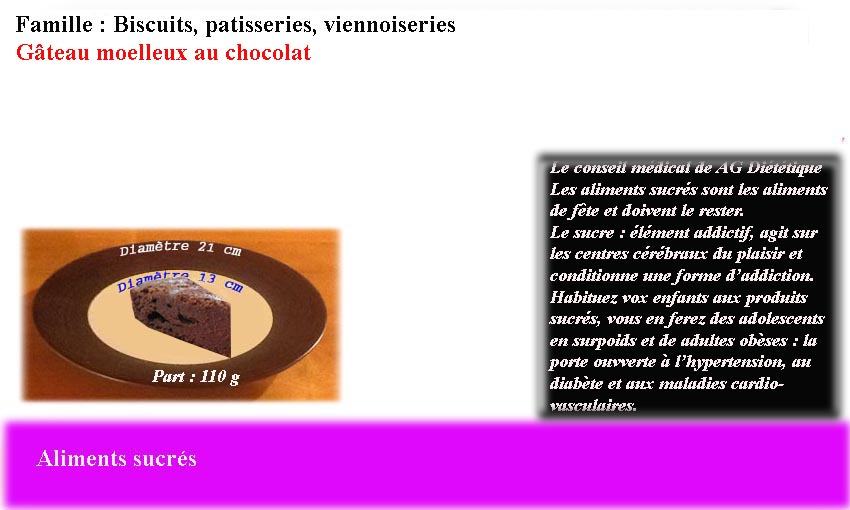 Famille : Biscuits, patisseries, viennoiseries
Gâteau moelleux au chocolat
Le conseil médical de AG Diététique
Les aliments sucrés sont les aliments
de fête et doivent le rester.
Le sucre : élément addictif, agit sur
les centres cérébraux du plaisir et
conditionne une forme d’addiction.
Habituez vox enfants aux produits
sucrés, vous en ferez des adolescents
en surpoids et de adultes obèses : la
porte ouvverte à l’hypertension, au
diabète et aux maladies cardio-
vasculaires.
Diamètre 21 cm
Diamètre 13 cm
Part : 110 g
Aliments sucrés